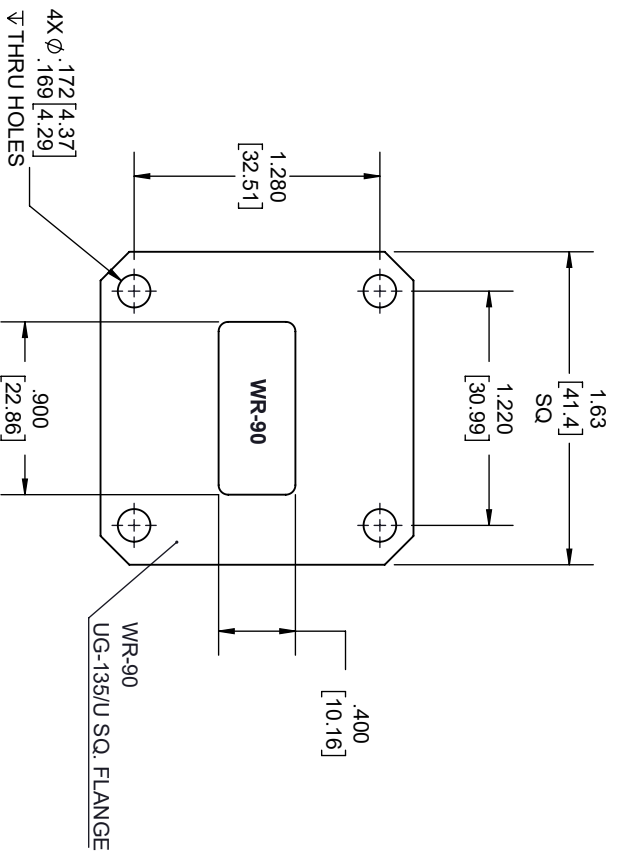 1.63
[41.4]
SQ
1.220
[30.99]
1.280
[32.51]
4X ⌀ .172 [4.37]
.169 [4.29]
↧ THRU HOLES
WR-90
.400
[10.16]
.900
[22.86]
WR-90
UG-135/U SQ. FLANGE